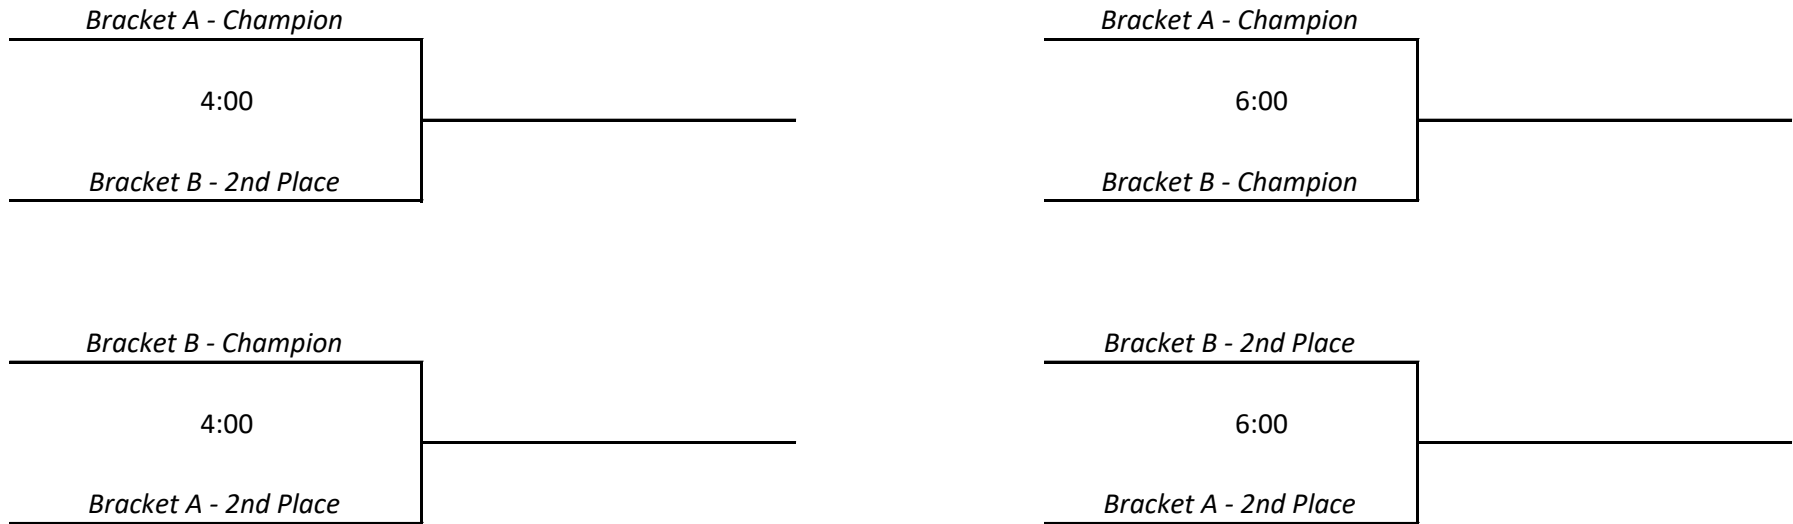 Bracket A - Champion
4:00
Bracket B - 2nd Place
Bracket B - Champion
4:00
Bracket A - 2nd Place
Bracket A - Champion
6:00
Bracket B - Champion
Bracket B - 2nd Place
6:00
Bracket A - 2nd Place